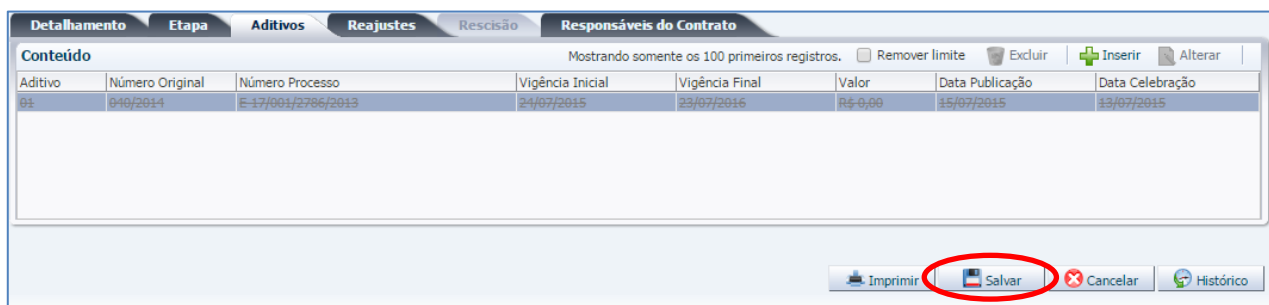 Detalhamento Etapa Aditivos Reajustes Rescisão Responsáveis do Contrato
Conteúdo Mostrando somente os 100 primeiros registros. Remover limite Excluir Inserir Alterar
Aditivo Número Original Número Processo Vigência Inicial Vigência Final Valor Data Publicação Data Celebração
01 040/2014 E-17/001/2786/2013 24/07/2015 23/07/2016 R$ 0,00 15/07/2015 13/07/2015
Imprimir Salvar Cancelar Histórico